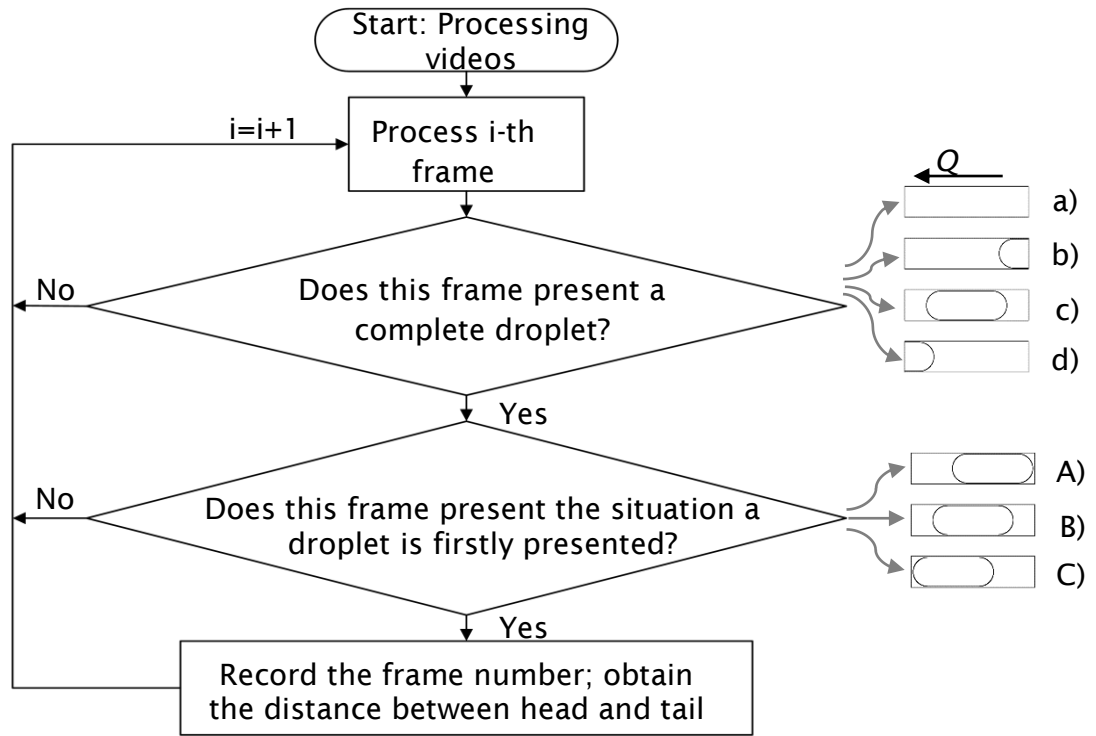 Start: Processing
videos
i=i+1
Process i-th
frame
Q
a)
b)
No
Does this frame present a
complete droplet?
c)
d)
Yes
A)
No
Does this frame present the situation a
droplet is firstly presented?
B)
C)
Yes
Record the frame number; obtain
the distance between head and tail